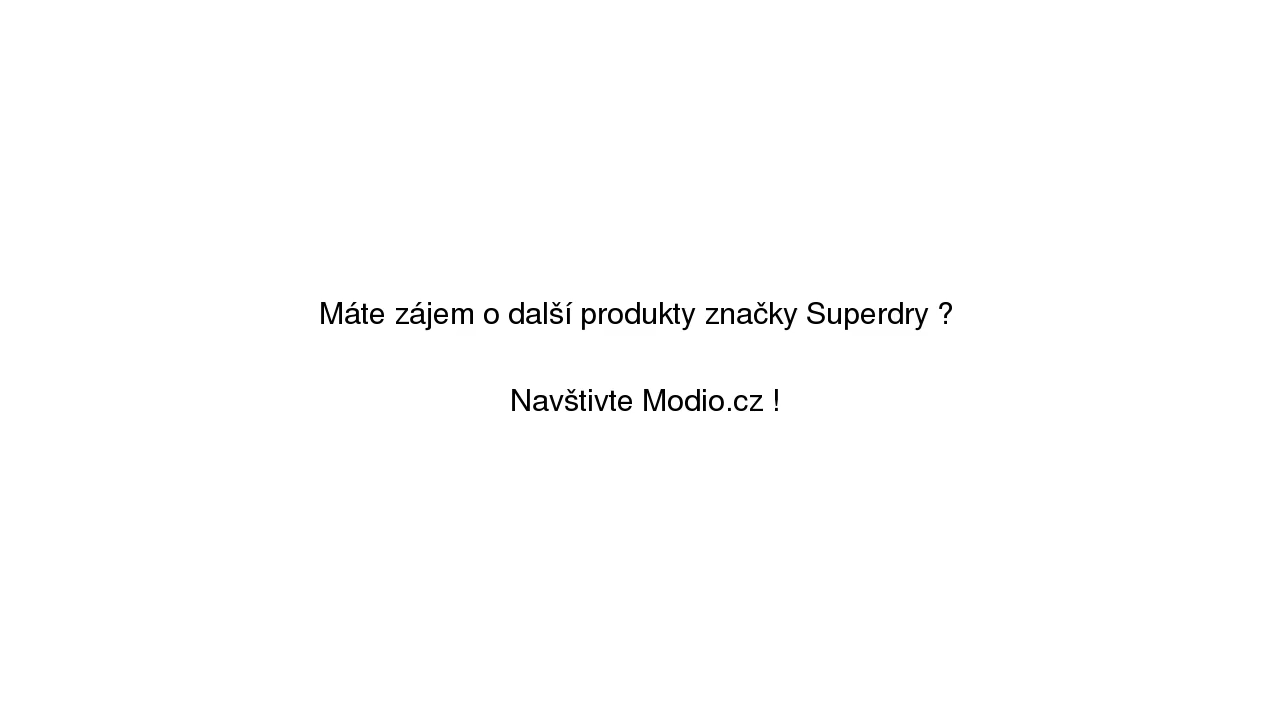 Máte zájem o další produkty značky Superdry ?
Navštivte Modio.cz !